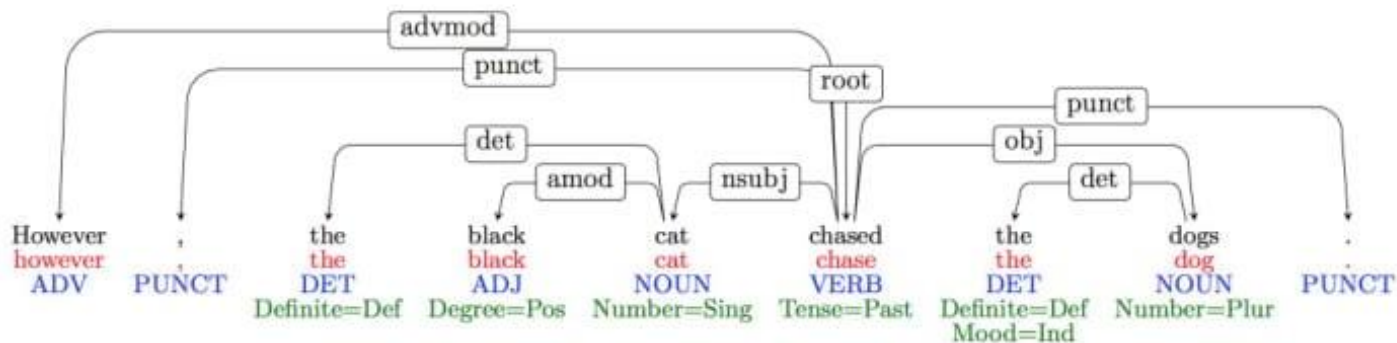 advmod
punct
root
punct
det
obj
amod
nsubj
det
However , the black cat chased the dogs .
however , the black cat chase the dog .
ADV PUNCT DET ADJ NOUN VERB DET NOUN PUNCT
Definite=Def Degree=Pos Number=Sing Tense=Past Definite=Def Number=Plur
Mood=Ind